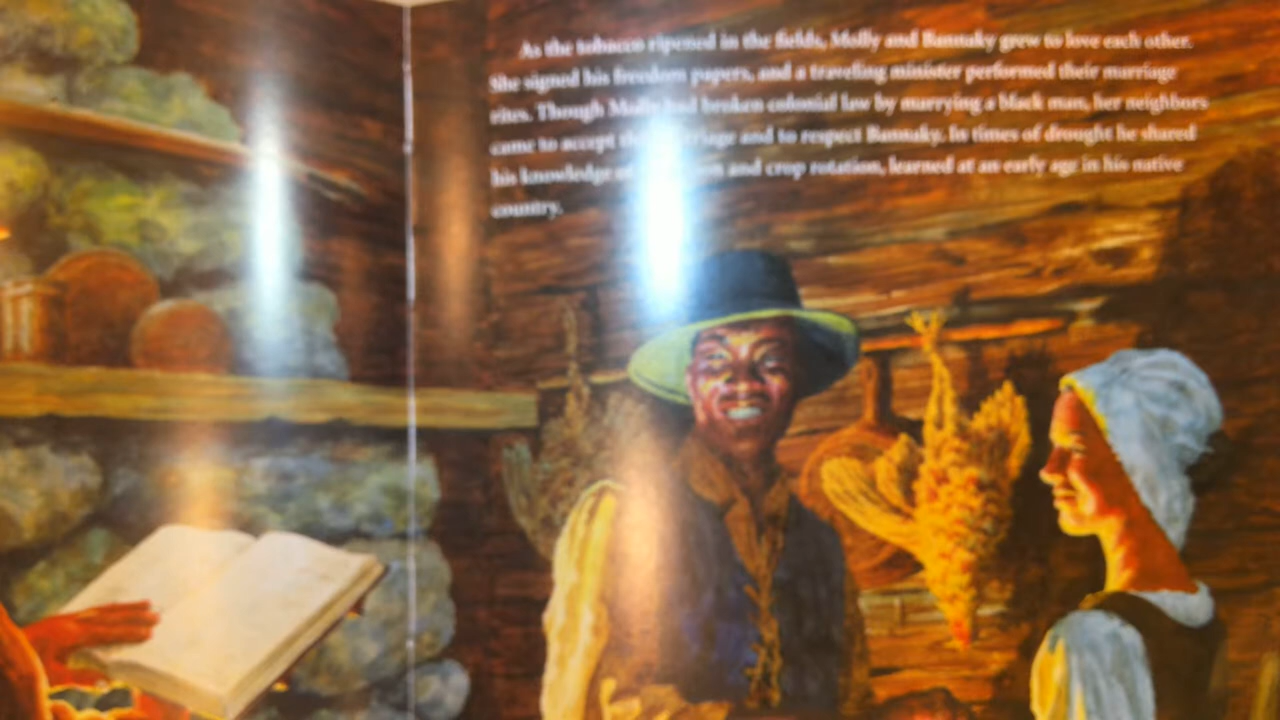 As the tobacco ripened in the fields, Molly and Bannaky grew to love each other.
She signed his freedom papers, and a traveling minister performed their marriage
rites. Though Molly had broken colonial law by marrying a black man, her neighbors
came to accept and to respect Bannaky. In times of drought he shared
his knowledge and crop rotation, learned at an early age in his native
country.